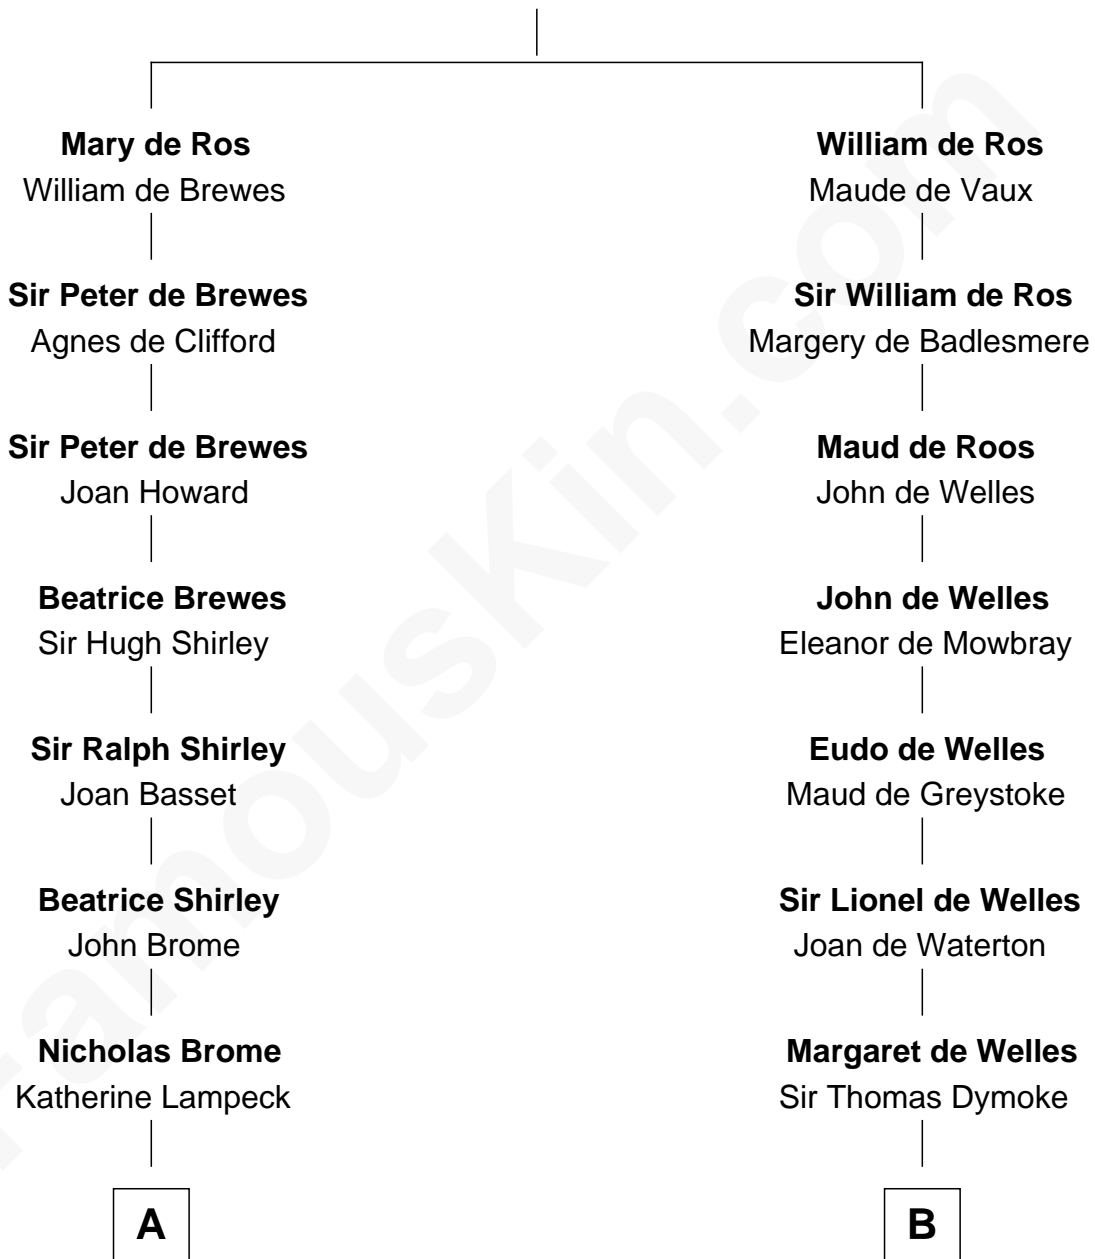 Mary de Ros
William de Brewes
Sir Peter de Brewes
Agnes de Clifford
Sir Peter de Brewes
Joan Howard
Beatrice Brewes
Sir Hugh Shirley
Sir Ralph Shirley
Joan Basset
Beatrice Shirley
John Brome
Nicholas Brome
Katherine Lampeck
A
William de Ros
Maude de Vaux
Sir William de Ros
Margery de Badlesmere
Maud de Roos
John de Welles
John de Welles
Eleanor de Mowbray
Eudo de Welles
Maud de Greystoke
Sir Lionel de Welles
Joan de Waterton
Margaret de Welles
Sir Thomas Dymoke
B
FamousKin.com